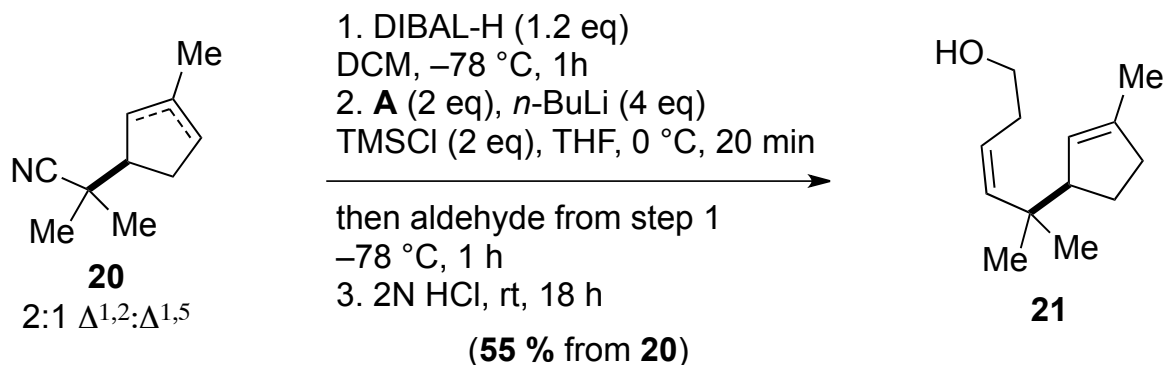 Me
NC
Me
Me
20
2:1 Δ1,2:Δ1,5
1. DIBAL-H (1.2 eq)
DCM, –78 °C, 1h
2. A (2 eq), n-BuLi (4 eq)
TMSCl (2 eq), THF, 0 °C, 20 min
then aldehyde from step 1
–78 °C, 1 h
3. 2N HCl, rt, 18 h
(55 % from 20)
HO
Me
Me
Me
21